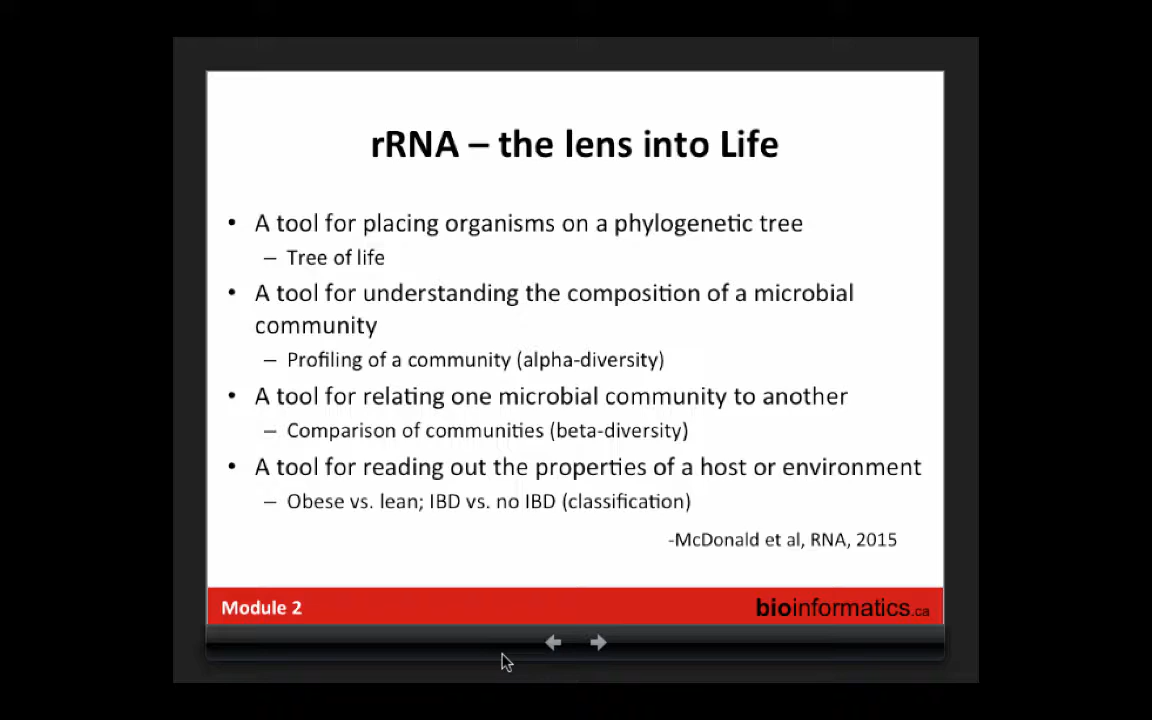 rRNA – the lens into Life
• A tool for placing organisms on a phylogenetic tree
– Tree of life
• A tool for understanding the composition of a microbial
community
– Profiling of a community (alpha-diversity)
• A tool for relating one microbial community to another
– Comparison of communities (beta-diversity)
• A tool for reading out the properties of a host or environment
– Obese vs. lean; IBD vs. no IBD (classification)
-McDonald et al, RNA, 2015
Module 2
bioinformatics.ca